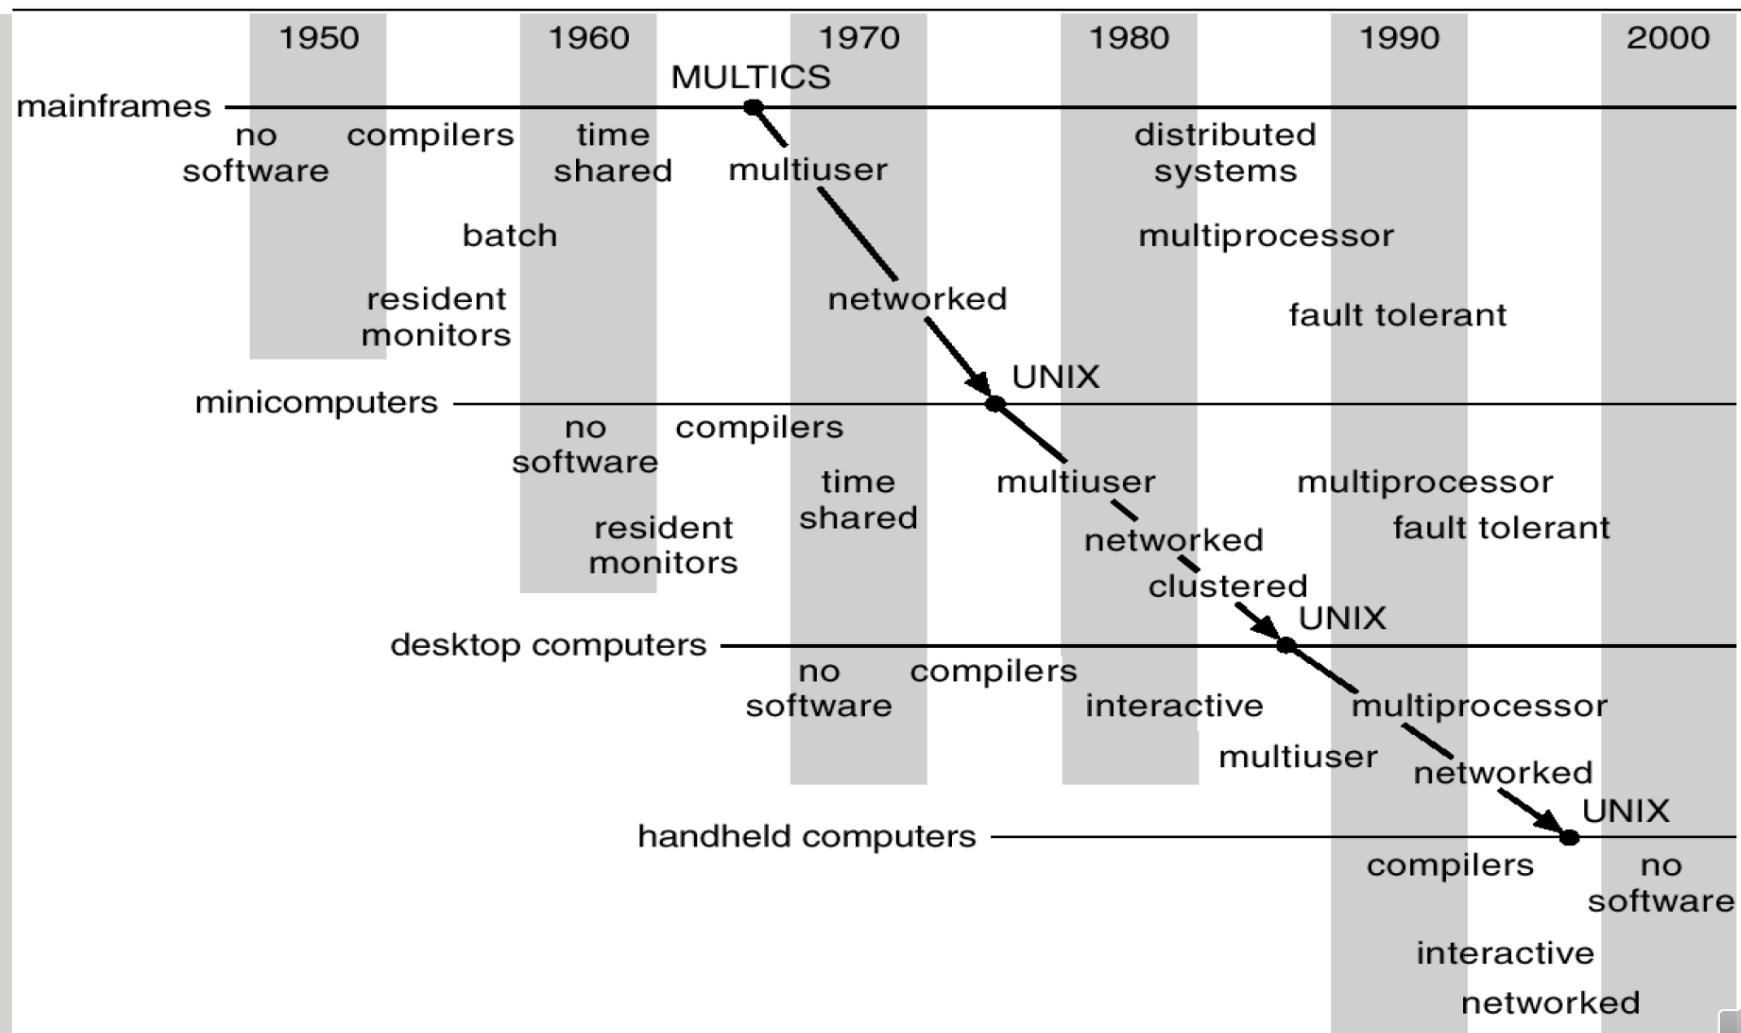 1950 1960 1970 1980 1990 2000
MULTICS
mainframes
no compilers time distributed
software shared multiuser systems
batch multiprocessor
resident networked fault tolerant
monitors
UNIX
minicomputers
no compilers
software
time multiuser multiprocessor
shared
resident fault tolerant
monitors networked
clustered
UNIX
desktop computers
no compilers
software interactive multiprocessor
multiuser
networked
UNIX
handheld computers
compilers no
software
interactive
networked